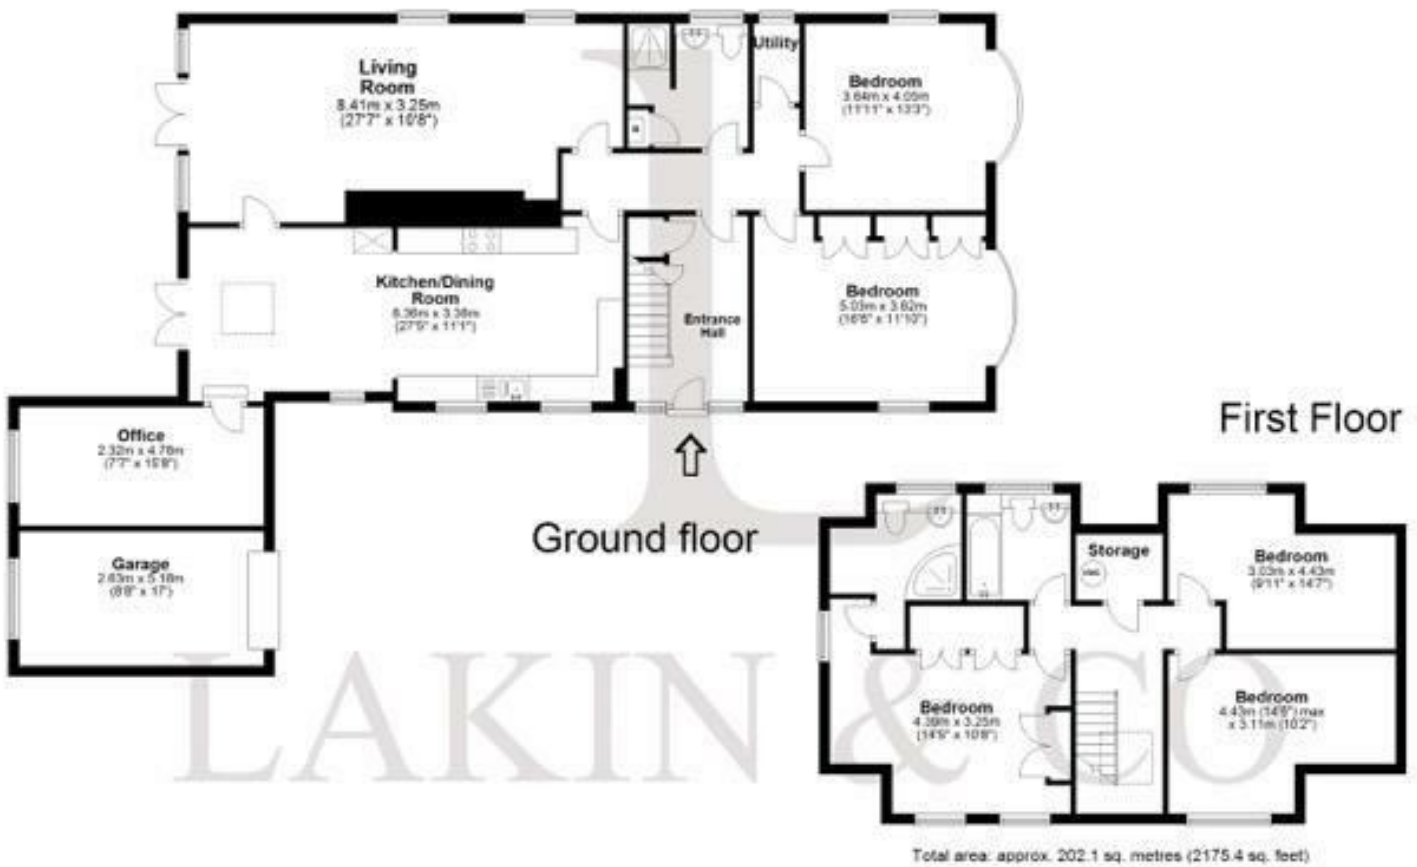 Living
Room
8.41m x 3.25m
(27'7" x 10'8")
Utility
Bedroom
3.64m x 4.05m
(11'11" x 13'3")
Kitchen/Dining
Room
8.36m x 3.38m
(27'5" x 11'1")
Entrance
Hall
Bedroom
5.03m x 3.62m
(16'6" x 11'10")
Office
2.32m x 4.78m
(7'7" x 15'8")
Garage
2.63m x 5.18m
(8'8" x 17')
Ground floor
First Floor
Storage
Bedroom
3.03m x 4.43m
(9'11" x 14'7")
Bedroom
4.39m x 3.25m
(14'5" x 10'8")
Bedroom
4.43m (14'6") max
x 3.11m (10'2")
LAKIN & CO
Total area: approx. 202.1 sq. metres (2175.4 sq. feet)